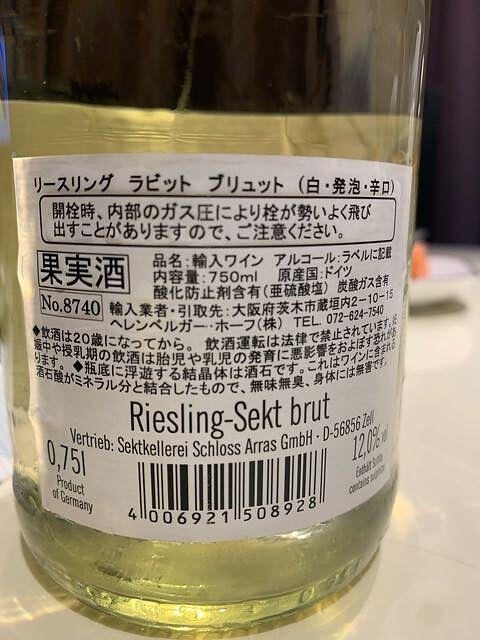 リースリング ラビット ブリュット (白・発泡・辛口)
開栓時、内部のガス圧により栓が勢いよく飛び
出すことがありますので、ご注意ください。
果実酒
No.8740
品名:輸入ワイン アルコール:ラベルに記載
内容量:750ml 原産国:ドイツ
酸化防止剤含有(亜硫酸塩) 炭酸ガス含有
輸入業者・引取先:大阪府茨木市蔵垣内2-10-15
ヘレンベルガー・ホーフ(株) TEL. 072-624-7540
◆飲酒は20歳になってから。 飲酒運転は法律で禁止されています。妊
娠中や授乳期の飲酒は胎児や乳児の発育に悪影響をおよぼす恐れがあ
ります。 ◆瓶底に浮遊する結晶体は酒石です。これはワインに含まれる
酒石酸がミネラル分と結合したもので、無味無臭、身体には無害です。
Riesling-Sekt brut
Vertrieb: Sektkellerei Schloss Arras GmbH · D-56856 Zell
0,75l
Product
of Germany
12,0% vol
Enthält Sulfite
contains sulphites
4 006921 508928